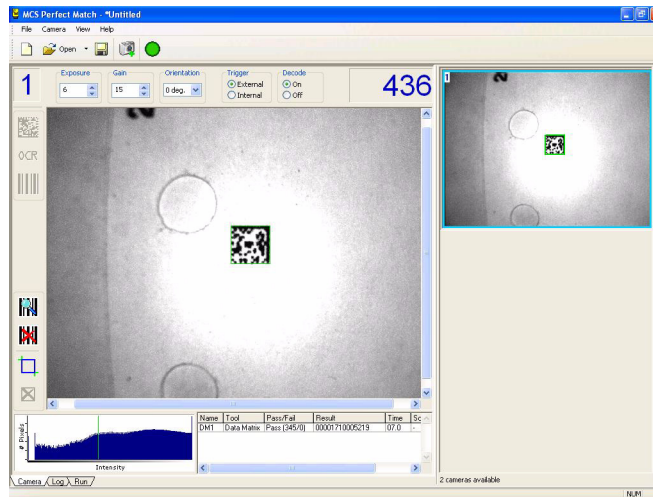 MCS Perfect Match - *Untitled
File Camera View Help
Open
1
Exposure
6
Gain
15
Orientation
0 deg.
Trigger
External
Internal
Decode
On
Off
436
OCR
# Pixels
Intensity
Name Tool Pass/Fail Result Time Sc
DM1 Data Matrix Pass (345/0) 00001710005219 07.0 -
Camera Log Run
1
2 cameras available
NUM